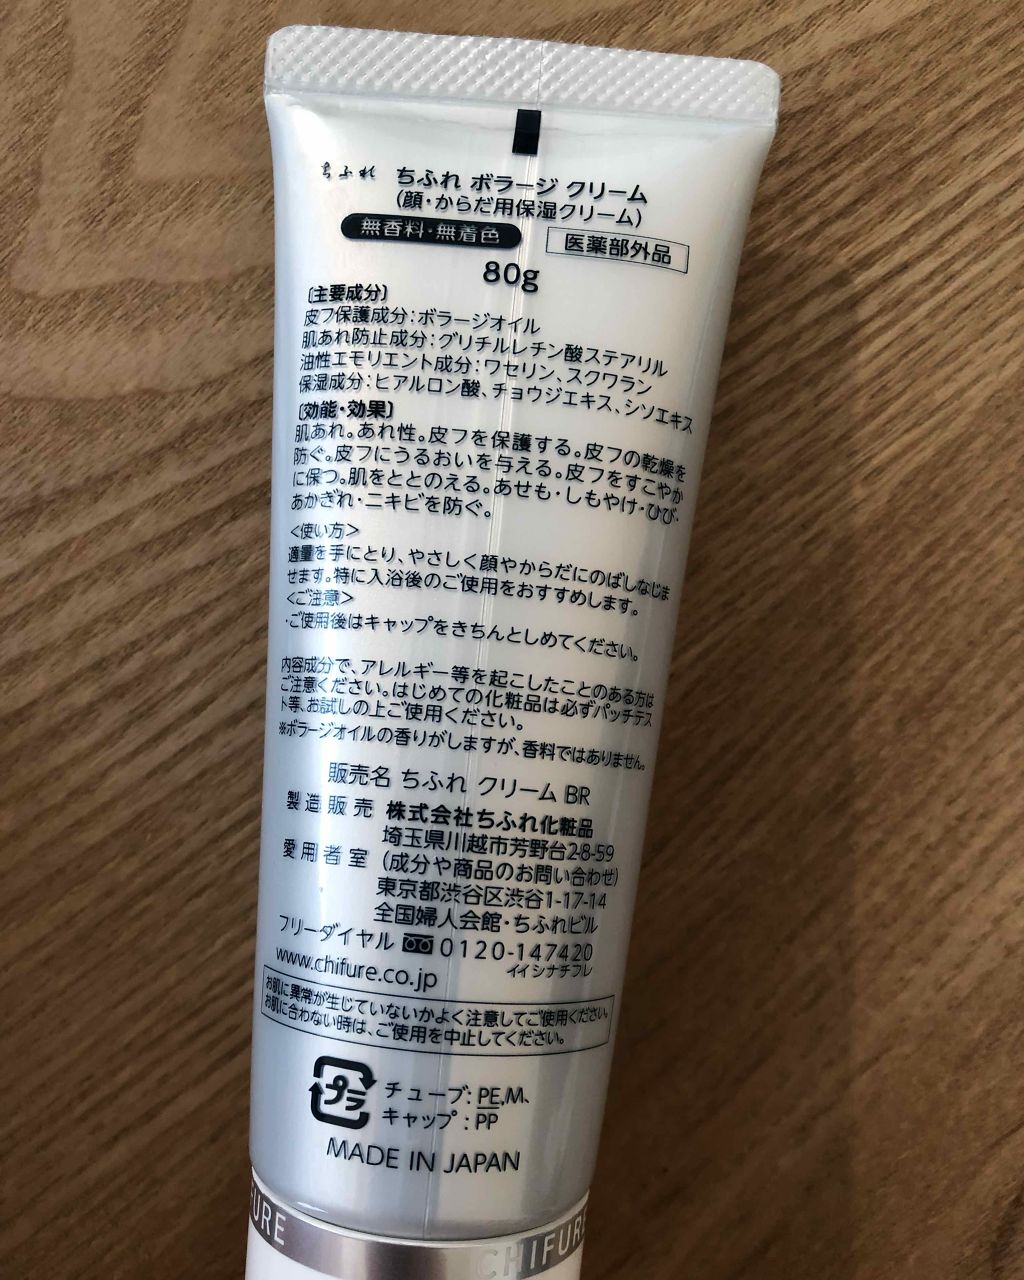 ちふれ ちふれ ボラージ クリーム
(顔・からだ用保湿クリーム)
無香料・無着色 医薬部外品
80g
〔主要成分〕
皮フ保護成分：ボラージオイル
肌あれ防止成分：グリチルレチン酸ステアリル
油性エモリエント成分：ワセリン、スクワラン
保湿成分：ヒアルロン酸、チョウジエキス、シソエキス
〔効能・効果〕
肌あれ。あれ性。皮フを保護する。皮フの乾燥を
防ぐ。皮フにうるおいを与える。皮フをすこやか
に保つ。肌をととのえる。あせも・しもやけ・ひび・
あかぎれ・ニキビを防ぐ。
＜使い方＞
適量を手にとり、やさしく顔やからだにのばしなじま
せます。特に入浴後のご使用をおすすめします。
＜ご注意＞
・ご使用後はキャップをきちんとしめてください。
内容成分で、アレルギー等を起こしたことのある方は
ご注意ください。はじめての化粧品は必ずパッチテス
ト等、お試しの上ご使用ください。
※ボラージオイルの香りがしますが、香料ではありません。
販売名 ちふれ クリーム BR
製造販売 株式会社ちふれ化粧品
埼玉県川越市芳野台2-8-59
愛用者室 (成分や商品のお問い合わせ)
東京都渋谷区渋谷1-17-14
全国婦人会館・ちふれビル
フリーダイヤル 0120-147420
イイシナチフレ
www.chifure.co.jp
お肌に異常が生じていないかよく注意してご使用ください。
お肌に合わない時は、ご使用を中止してください。
プラ チューブ：PE,M、
キャップ：PP
MADE IN JAPAN
FURE CHIFURE